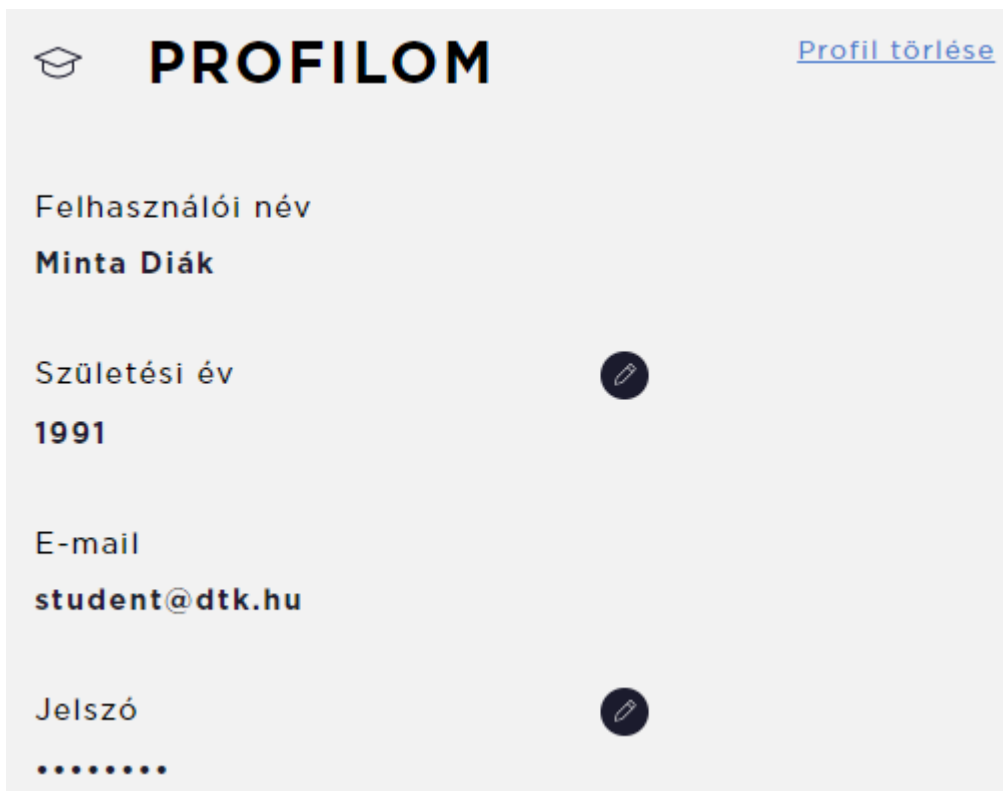 PROFILOM
Profil törlése
Felhasználói név
Minta Diák
Születési év
1991
E-mail
student@dtk.hu
Jelszó
••••••••